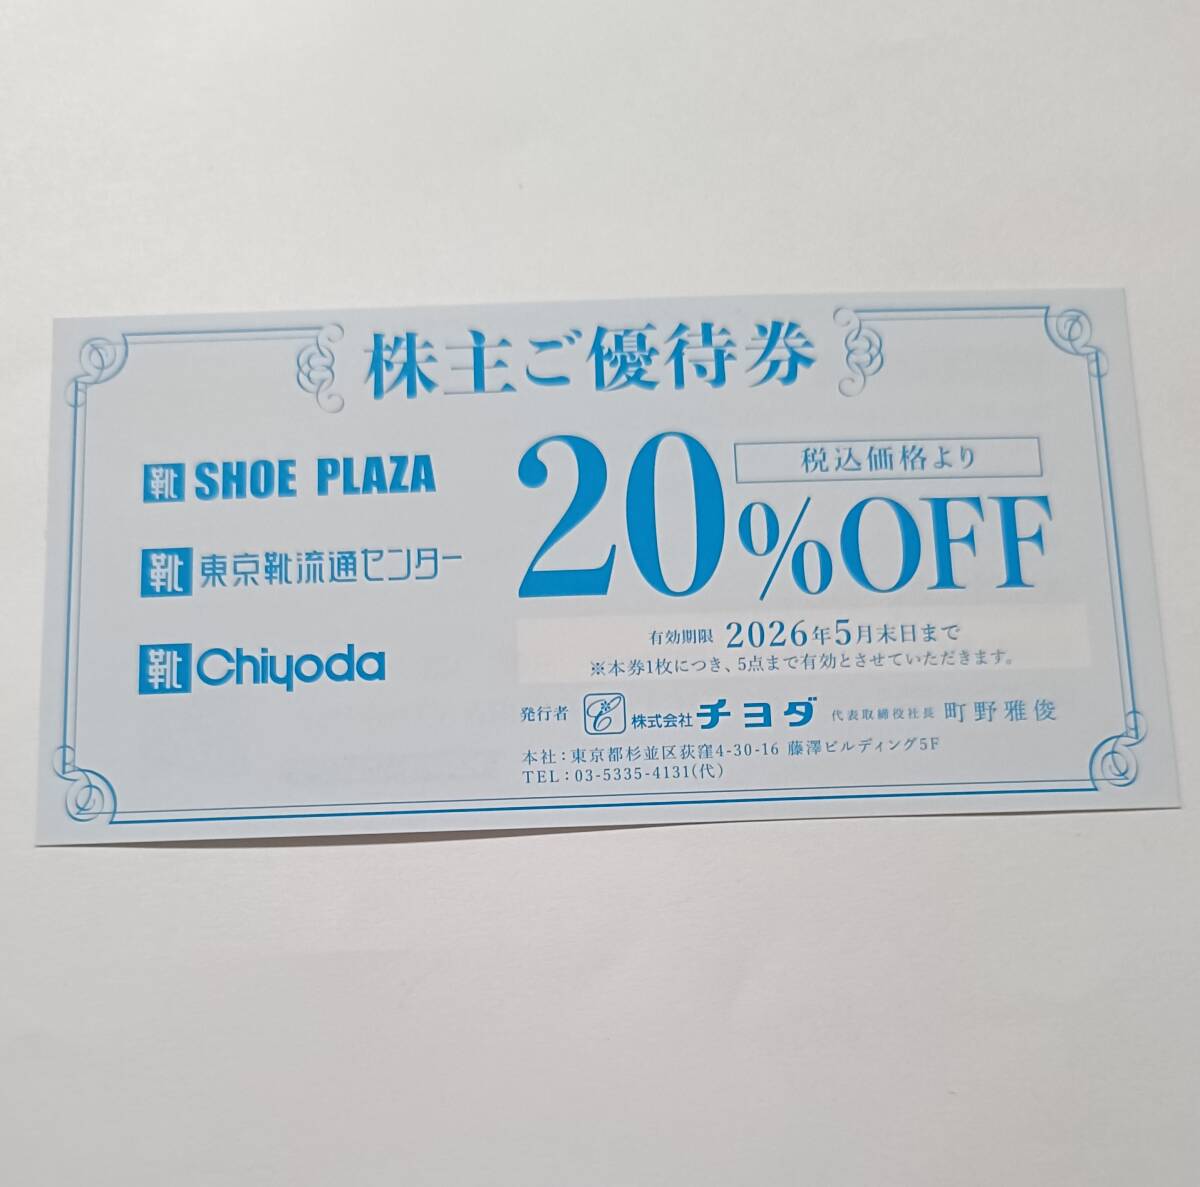 株主ご優待券
靴 SHOE PLAZA
靴 東京靴流通センター
靴 Chiyoda
税込価格より
20%OFF
有効期限 2026年5月末日まで
※本券1枚につき、5点まで有効とさせていただきます。
発行者 株式会社チヨダ 代表取締役社長 町野雅俊
本社：東京都杉並区荻窪4-30-16 藤澤ビルディング5F
TEL：03-5335-4131(代)